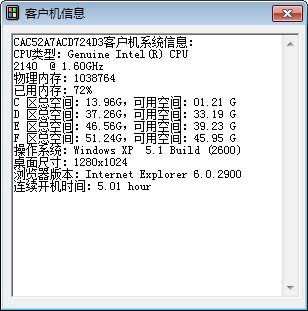 客户机信息
CAC52A7ACD724D3客户机系统信息:
CPU类型: Genuine Intel(R) CPU
2140  @ 1.60GHz
物理内存: 1038764
已用内存: 72%
C 区总空间: 13.96G，可用空间: 01.21 G
D 区总空间: 37.26G，可用空间: 33.19 G
E 区总空间: 46.56G，可用空间: 39.23 G
F 区总空间: 51.24G，可用空间: 45.95 G
操作系统: Windows XP  5.1 Build (2600)
桌面尺寸: 1280x1024
浏览器版本: Internet Explorer 6.0.2900
连续开机时间: 5.01 hour